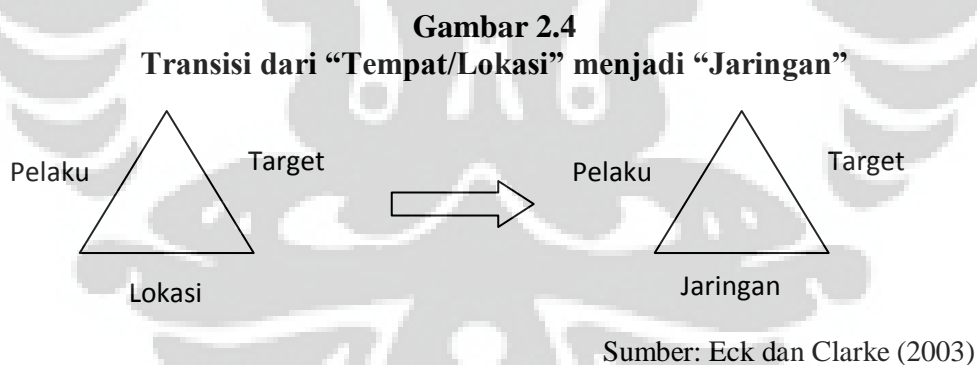 Gambar 2.4
Transisi dari “Tempat/Lokasi” menjadi “Jaringan”
Pelaku
Target
Lokasi
Pelaku
Target
Jaringan
Sumber: Eck dan Clarke (2003)